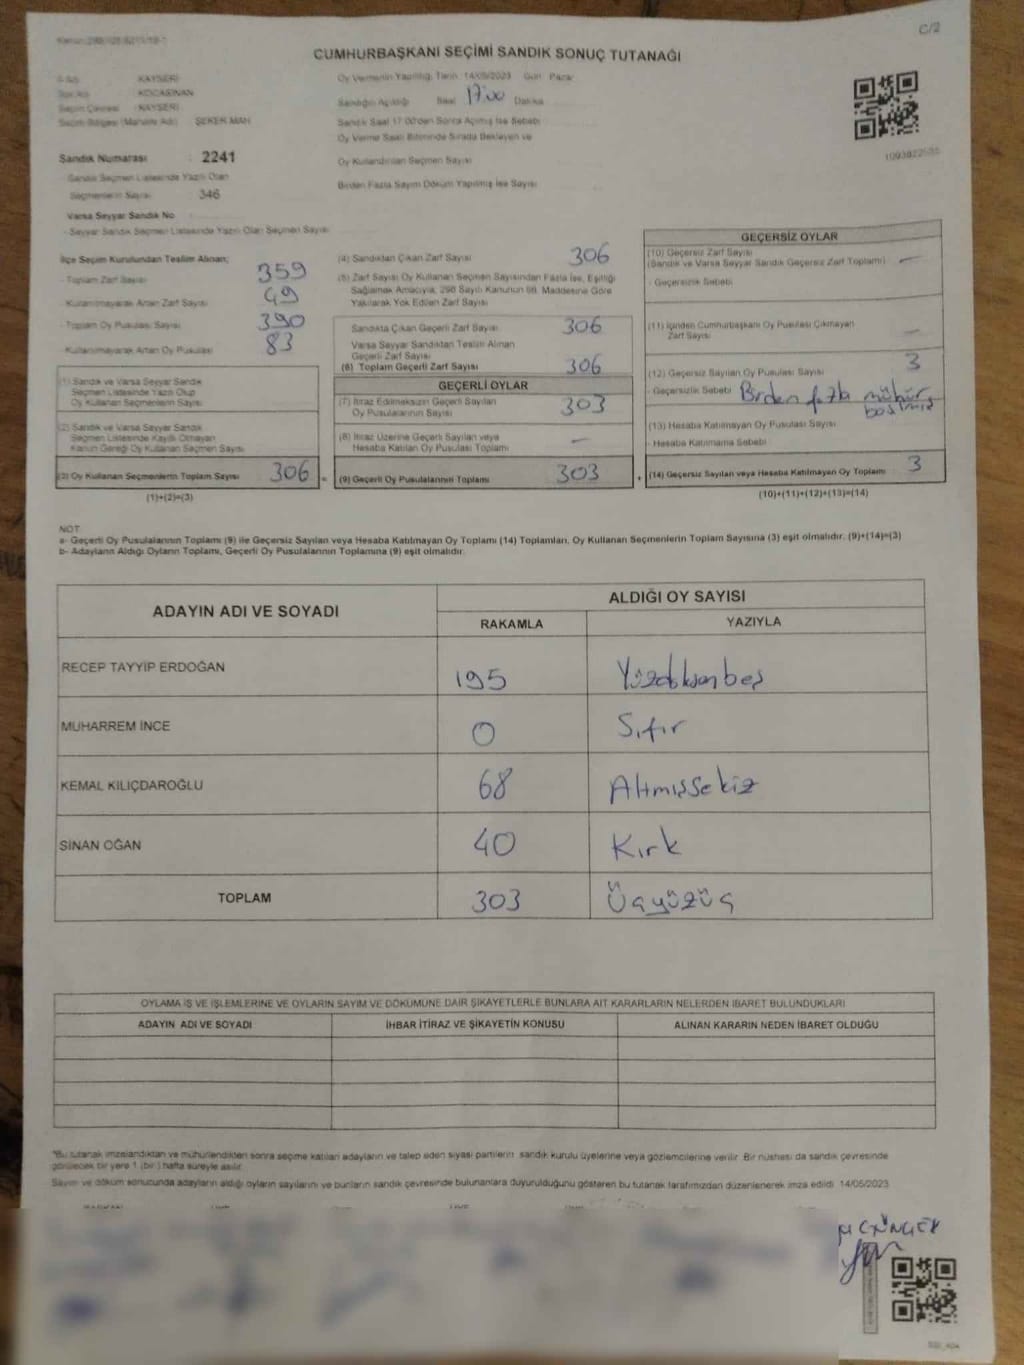 C/2
CUMHURBAŞKANI SEÇİMİ SANDIK SONUÇ TUTANAĞI
İl Adı : KAYSERİ
İlçe Adı : KOCASİNAN
Seçim Çevresi : KAYSERİ
Seçim Bölgesi (Mahalle Adı) : ŞEKER MAH.
Oy Vermenin Yapıldığı; Tarih: 14/05/2023 Gün: Pazar
Sandığın Açıldığı Saat 17:00 Dakika
Sandık Saat 17:00'den Sonra Açılmış İse Sebebi
Oy Verme Saati Bitiminde Sırada Bekleyen ve
Oy Kullandırılan Seçmen Sayısı
Birden Fazla Sayım Döküm Yapılmış İse Sayısı
Sandık Numarası : 2241
- Sandık Seçmen Listesinde Yazılı Olan
Seçmenlerin Sayısı 346
Varsa Seyyar Sandık No
- Seyyar Sandık Seçmen Listesinde Yazılı Olan Seçmen Sayısı
İlçe Seçim Kurulundan Teslim Alınan;
- Toplam Zarf Sayısı 359
- Kullanılmayarak Artan Zarf Sayısı 49
- Toplam Oy Pusulası Sayısı 390
- Kullanılmayarak Artan Oy Pusulası 83
(1) Sandık ve Varsa Seyyar Sandık
Seçmen Listesinde Yazılı Olup
Oy Kullanan Seçmenlerin Sayısı
(2) Sandık ve Varsa Seyyar Sandık
Seçmen Listesinde Kayıtlı Olmayan
Kanun Gereği Oy Kullanan Seçmen Sayısı
(3) Oy Kullanan Seçmenlerin Toplam Sayısı 306 =
(1)+(2)=(3)
(4) Sandıktan Çıkan Zarf Sayısı 306
(5) Zarf Sayısı Oy Kullanan Seçmen Sayısından Fazla İse, Eşitliği
Sağlamak Amacıyla, 298 Sayılı Kanunun 98. Maddesine Göre
Yakılarak Yok Edilen Zarf Sayısı
Sandıkta Çıkan Geçerli Zarf Sayısı 306
Varsa Seyyar Sandıktan Teslim Alınan
Geçerli Zarf Sayısı
(6) Toplam Geçerli Zarf Sayısı 306
GEÇERLİ OYLAR
(7) İtiraz Edilmeksizin Geçerli Sayılan
Oy Pusulalarının Sayısı 303
(8) İtiraz Üzerine Geçerli Sayılan veya
Hesaba Katılan Oy Pusulası Toplamı —
(9) Geçerli Oy Pusulalarının Toplamı 303 +
GEÇERSİZ OYLAR
(10) Geçersiz Zarf Sayısı
(Sandık ve Varsa Seyyar Sandık Geçersiz Zarf Toplamı) —
- Geçersizlik Sebebi
(11) İçinden Cumhurbaşkanı Oy Pusulası Çıkmayan
Zarf Sayısı —
(12) Geçersiz Sayılan Oy Pusulası Sayısı 3
- Geçersizlik Sebebi Birden fazla mühür
basılmış
(13) Hesaba Katılmayan Oy Pusulası Sayısı
- Hesaba Katılmama Sebebi
(14) Geçersiz Sayılan veya Hesaba Katılmayan Oy Toplamı 3
(10)+(11)+(12)+(13)=(14)
NOT:
a- Geçerli Oy Pusulalarının Toplamı (9) ile Geçersiz Sayılan veya Hesaba Katılmayan Oy Toplamı (14) Toplamları, Oy Kullanan Seçmenlerin Toplam Sayısına (3) eşit olmalıdır. (9)+(14)=(3)
b- Adayların Aldığı Oyların Toplamı, Geçerli Oy Pusulalarının Toplamına (9) eşit olmalıdır.
ADAYIN ADI VE SOYADI
ALDIĞI OY SAYISI
RAKAMLA YAZIYLA
RECEP TAYYİP ERDOĞAN 195 Yüzdoksanbeş
MUHARREM İNCE 0 Sıfır
KEMAL KILIÇDAROĞLU 68 Altmışsekiz
SİNAN OĞAN 40 Kırk
TOPLAM 303 Üçyüzüç
OYLAMA İŞ VE İŞLEMLERİNE VE OYLARIN SAYIM VE DÖKÜMÜNE DAİR ŞİKAYETLERLE BUNLARA AİT KARARLARIN NELERDEN İBARET BULUNDUKLARI
ADAYIN ADI VE SOYADI İHBAR İTİRAZ VE ŞİKAYETİN KONUSU ALINAN KARARIN NEDEN İBARET OLDUĞU
*Bu tutanak imzalandıktan ve mühürlendikten sonra seçime katılan adayların ve talep eden siyasi partilerin sandık kurulu üyelerine veya gözlemcilerine verilir. Bir nüshası da sandık çevresinde
görülecek bir yere 1 (bir) hafta süreyle asılır.
Sayım ve döküm sonucunda adayların aldığı oyların sayılarını ve bunların sandık çevresinde bulunanlara duyurulduğunu gösteren bu tutanak tarafımızdan düzenlenerek imza edildi. 14/05/2023